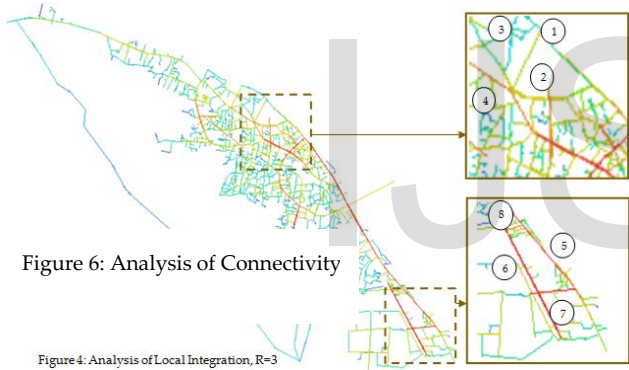 3
1
2
4
8
5
6
7
Figure 6: Analysis of Connectivity
Figure 4: Analysis of Local Integration, R=3
IJS